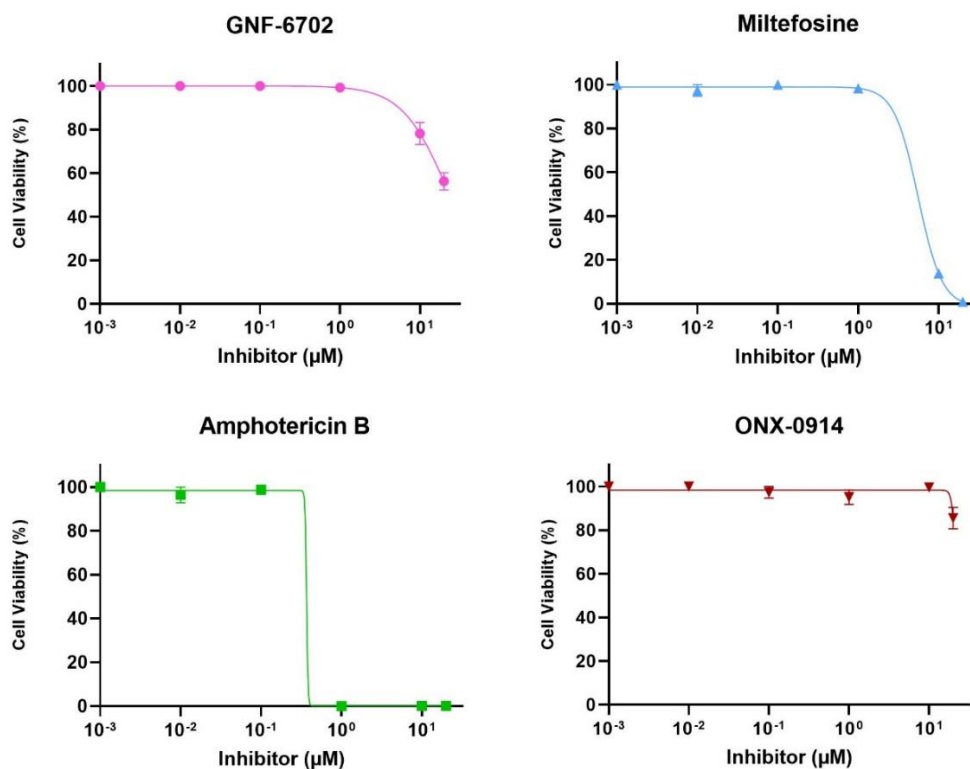 GNF-6702
Cell Viability (%)
100
80
60
40
20
0
10⁻³ 10⁻² 10⁻¹ 10⁰ 10¹
Inhibitor (µM)
Miltefosine
Cell Viability (%)
100
80
60
40
20
0
10⁻³ 10⁻² 10⁻¹ 10⁰ 10¹
Inhibitor (µM)
Amphotericin B
Cell Viability (%)
100
80
60
40
20
0
10⁻³ 10⁻² 10⁻¹ 10⁰ 10¹
Inhibitor (µM)
ONX-0914
Cell Viability (%)
100
80
60
40
20
0
10⁻³ 10⁻² 10⁻¹ 10⁰ 10¹
Inhibitor (µM)